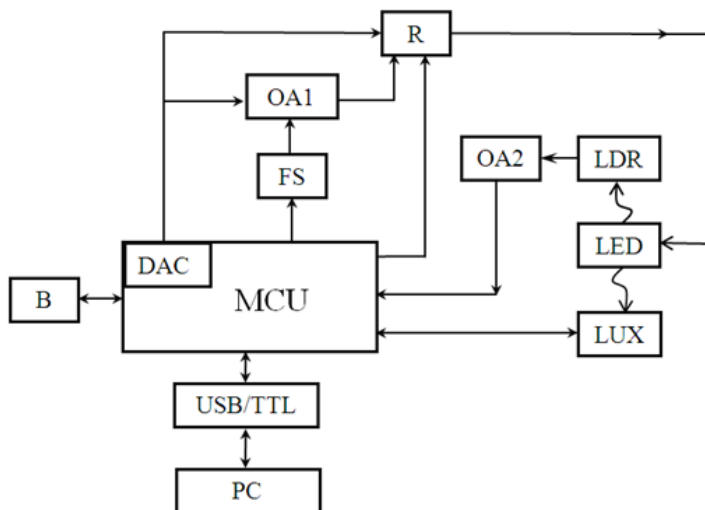 R
OA1
OA2
LDR
FS
LED
DAC
MCU
B
LUX
USB/TTL
PC